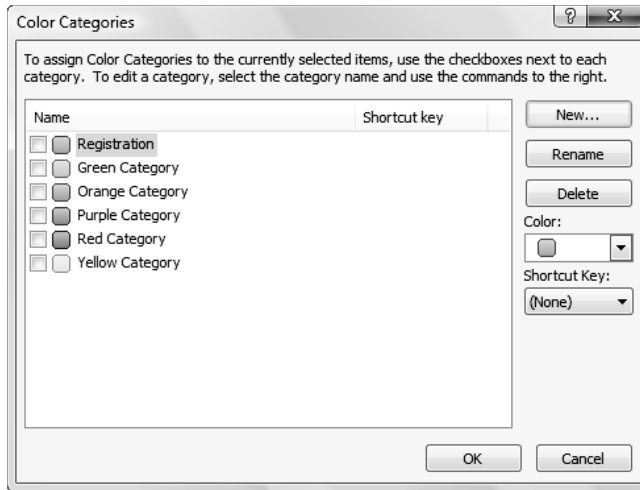 Color Categories
To assign Color Categories to the currently selected items, use the checkboxes next to each
category.  To edit a category, select the category name and use the commands to the right.
Name Shortcut key
Registration
Green Category
Orange Category
Purple Category
Red Category
Yellow Category
New...
Rename
Delete
Color:
Shortcut Key:
(None)
OK Cancel